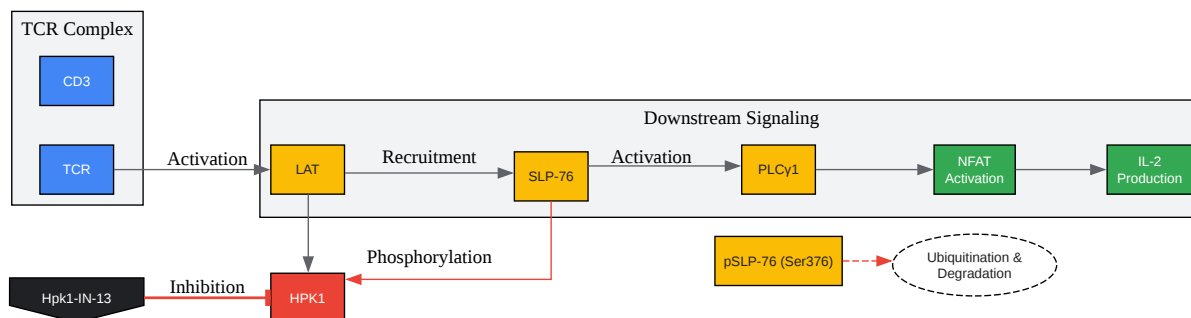 TCR Complex
CD3
TCR
Activation
Downstream Signaling
LAT
Recruitment
SLP-76
Activation
PLCγ1
NFAT
Activation
IL-2
Production
Phosphorylation
pSLP-76 (Ser376)
Ubiquitination &
Degradation
Hpk1-IN-13
Inhibition
HPK1